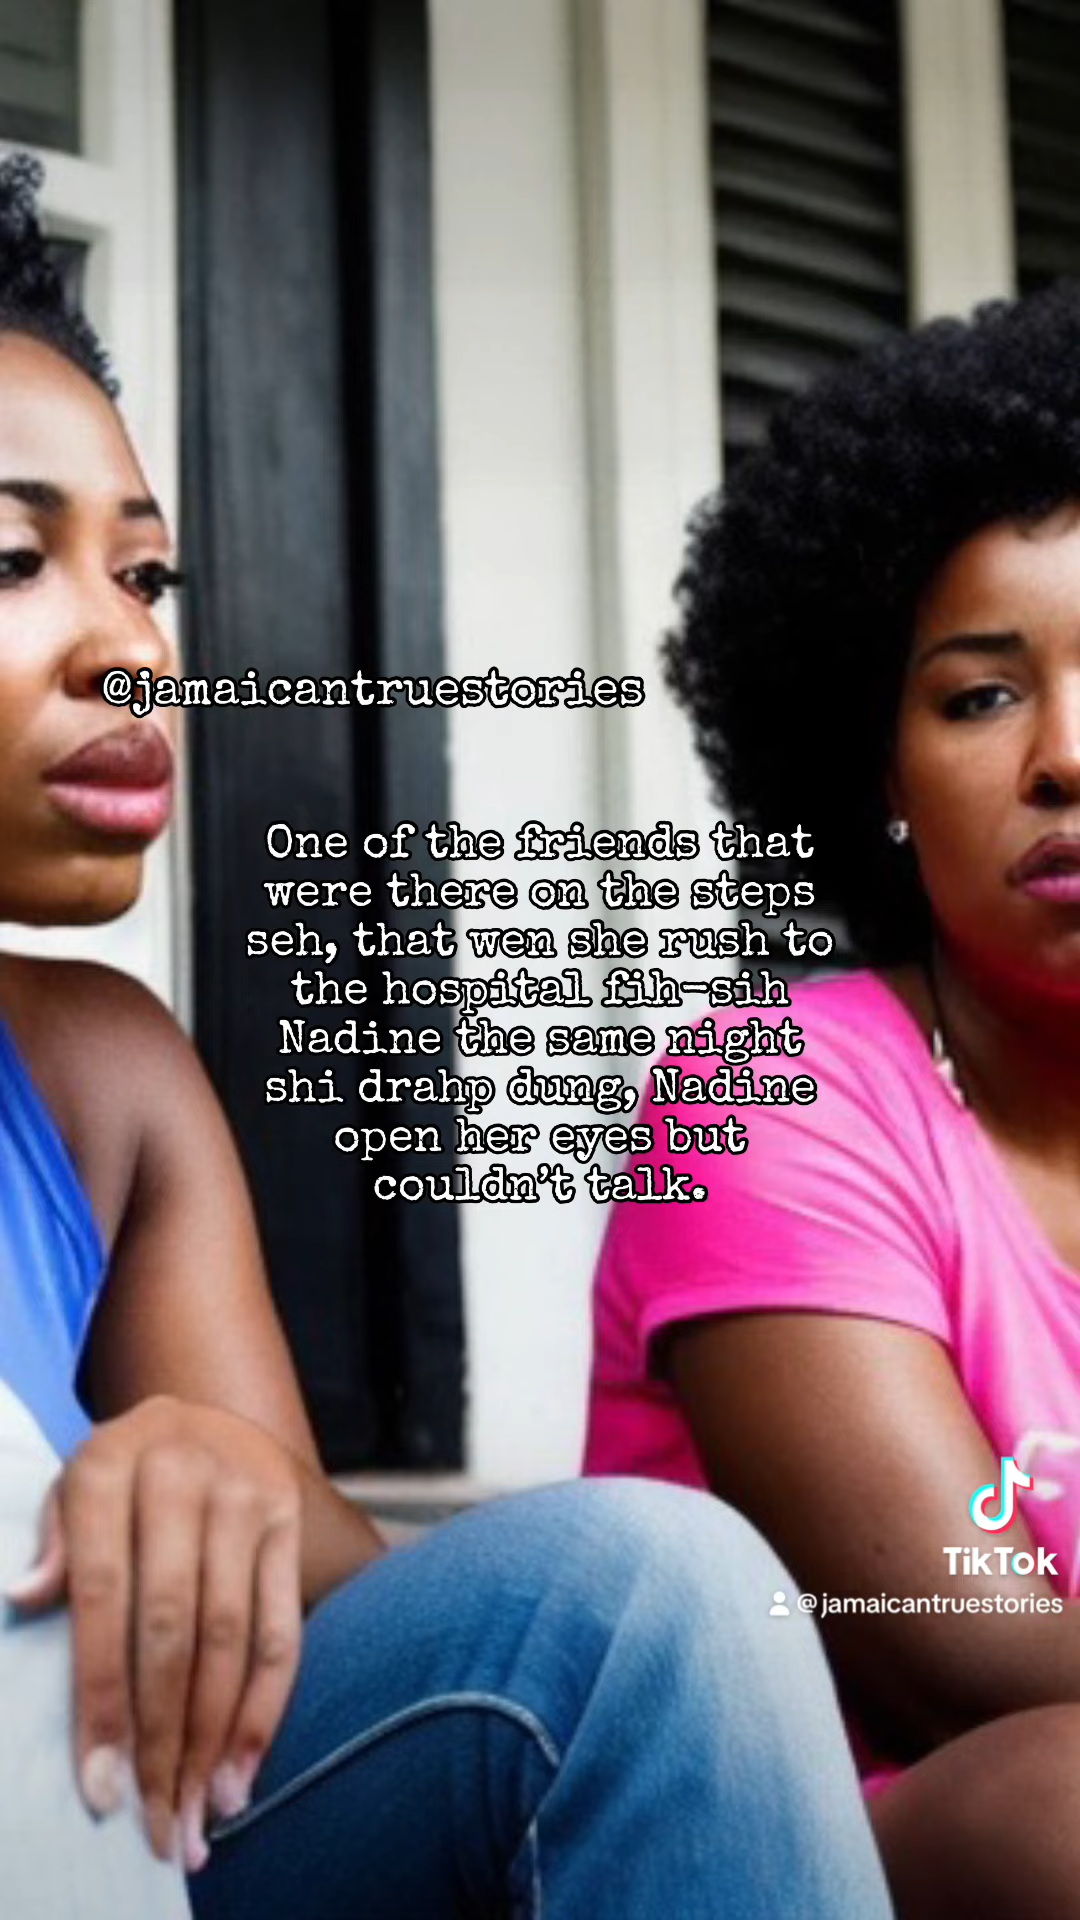 @jamaicantruestories
One of the friends that
were there on the steps
seh, that wen she rush to
the hospital fih-sih
Nadine the same night
shi drahp dung, Nadine
open her eyes but
couldn't talk.
TikTok
@jamaicantruestories